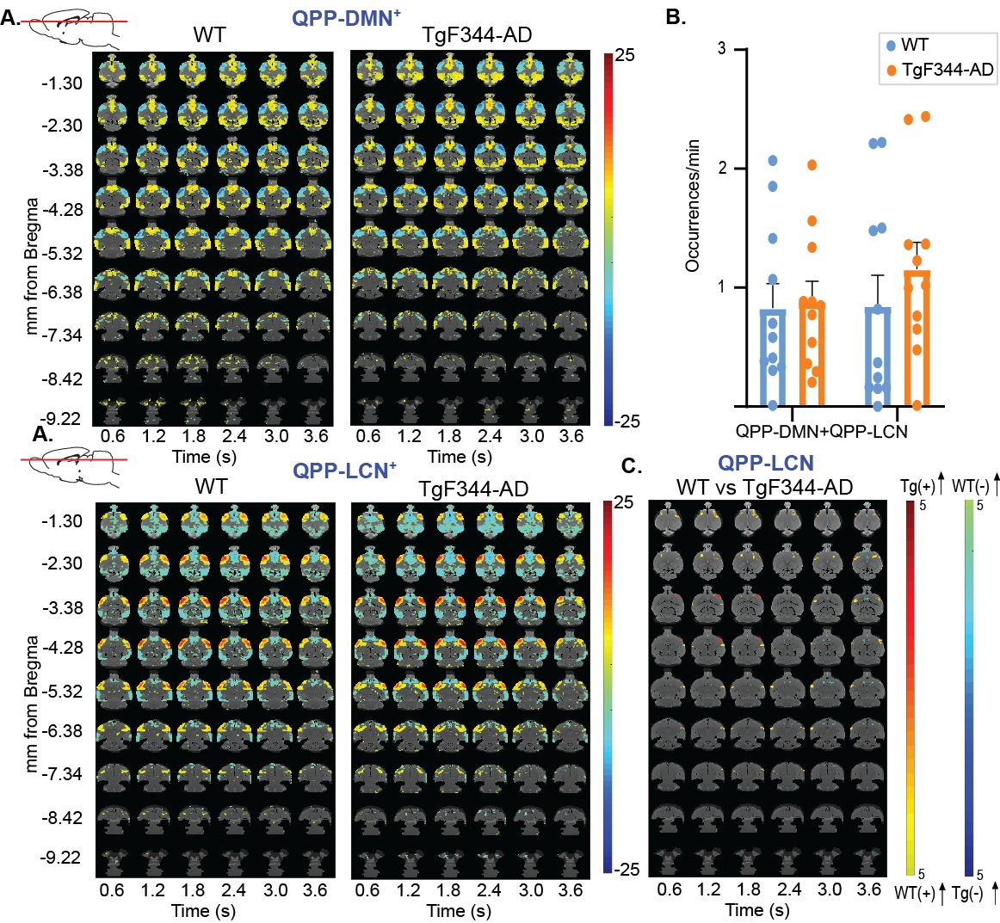 A.
QPP-DMN+
WT
TgF344-AD
mm from Bregma
-1.30
-2.30
-3.38
-4.28
-5.32
-6.38
-7.34
-8.42
-9.22
0.6 1.2 1.8 2.4 3.0 3.6
0.6 1.2 1.8 2.4 3.0 3.6
Time (s)
Time (s)
25
-25
B.
WT
TgF344-AD
Occurrences/min
3
2
1
QPP-DMN+QPP-LCN
A.
QPP-LCN+
WT
TgF344-AD
mm from Bregma
-1.30
-2.30
-3.38
-4.28
-5.32
-6.38
-7.34
-8.42
-9.22
0.6 1.2 1.8 2.4 3.0 3.6
0.6 1.2 1.8 2.4 3.0 3.6
Time (s)
Time (s)
25
-25
C.
QPP-LCN
WT vs TgF344-AD
0.6 1.2 1.8 2.4 3.0 3.6
Time (s)
Tg(+)↑ WT(-)↑
5 5
5 5
WT(+)↑ Tg(-)↑